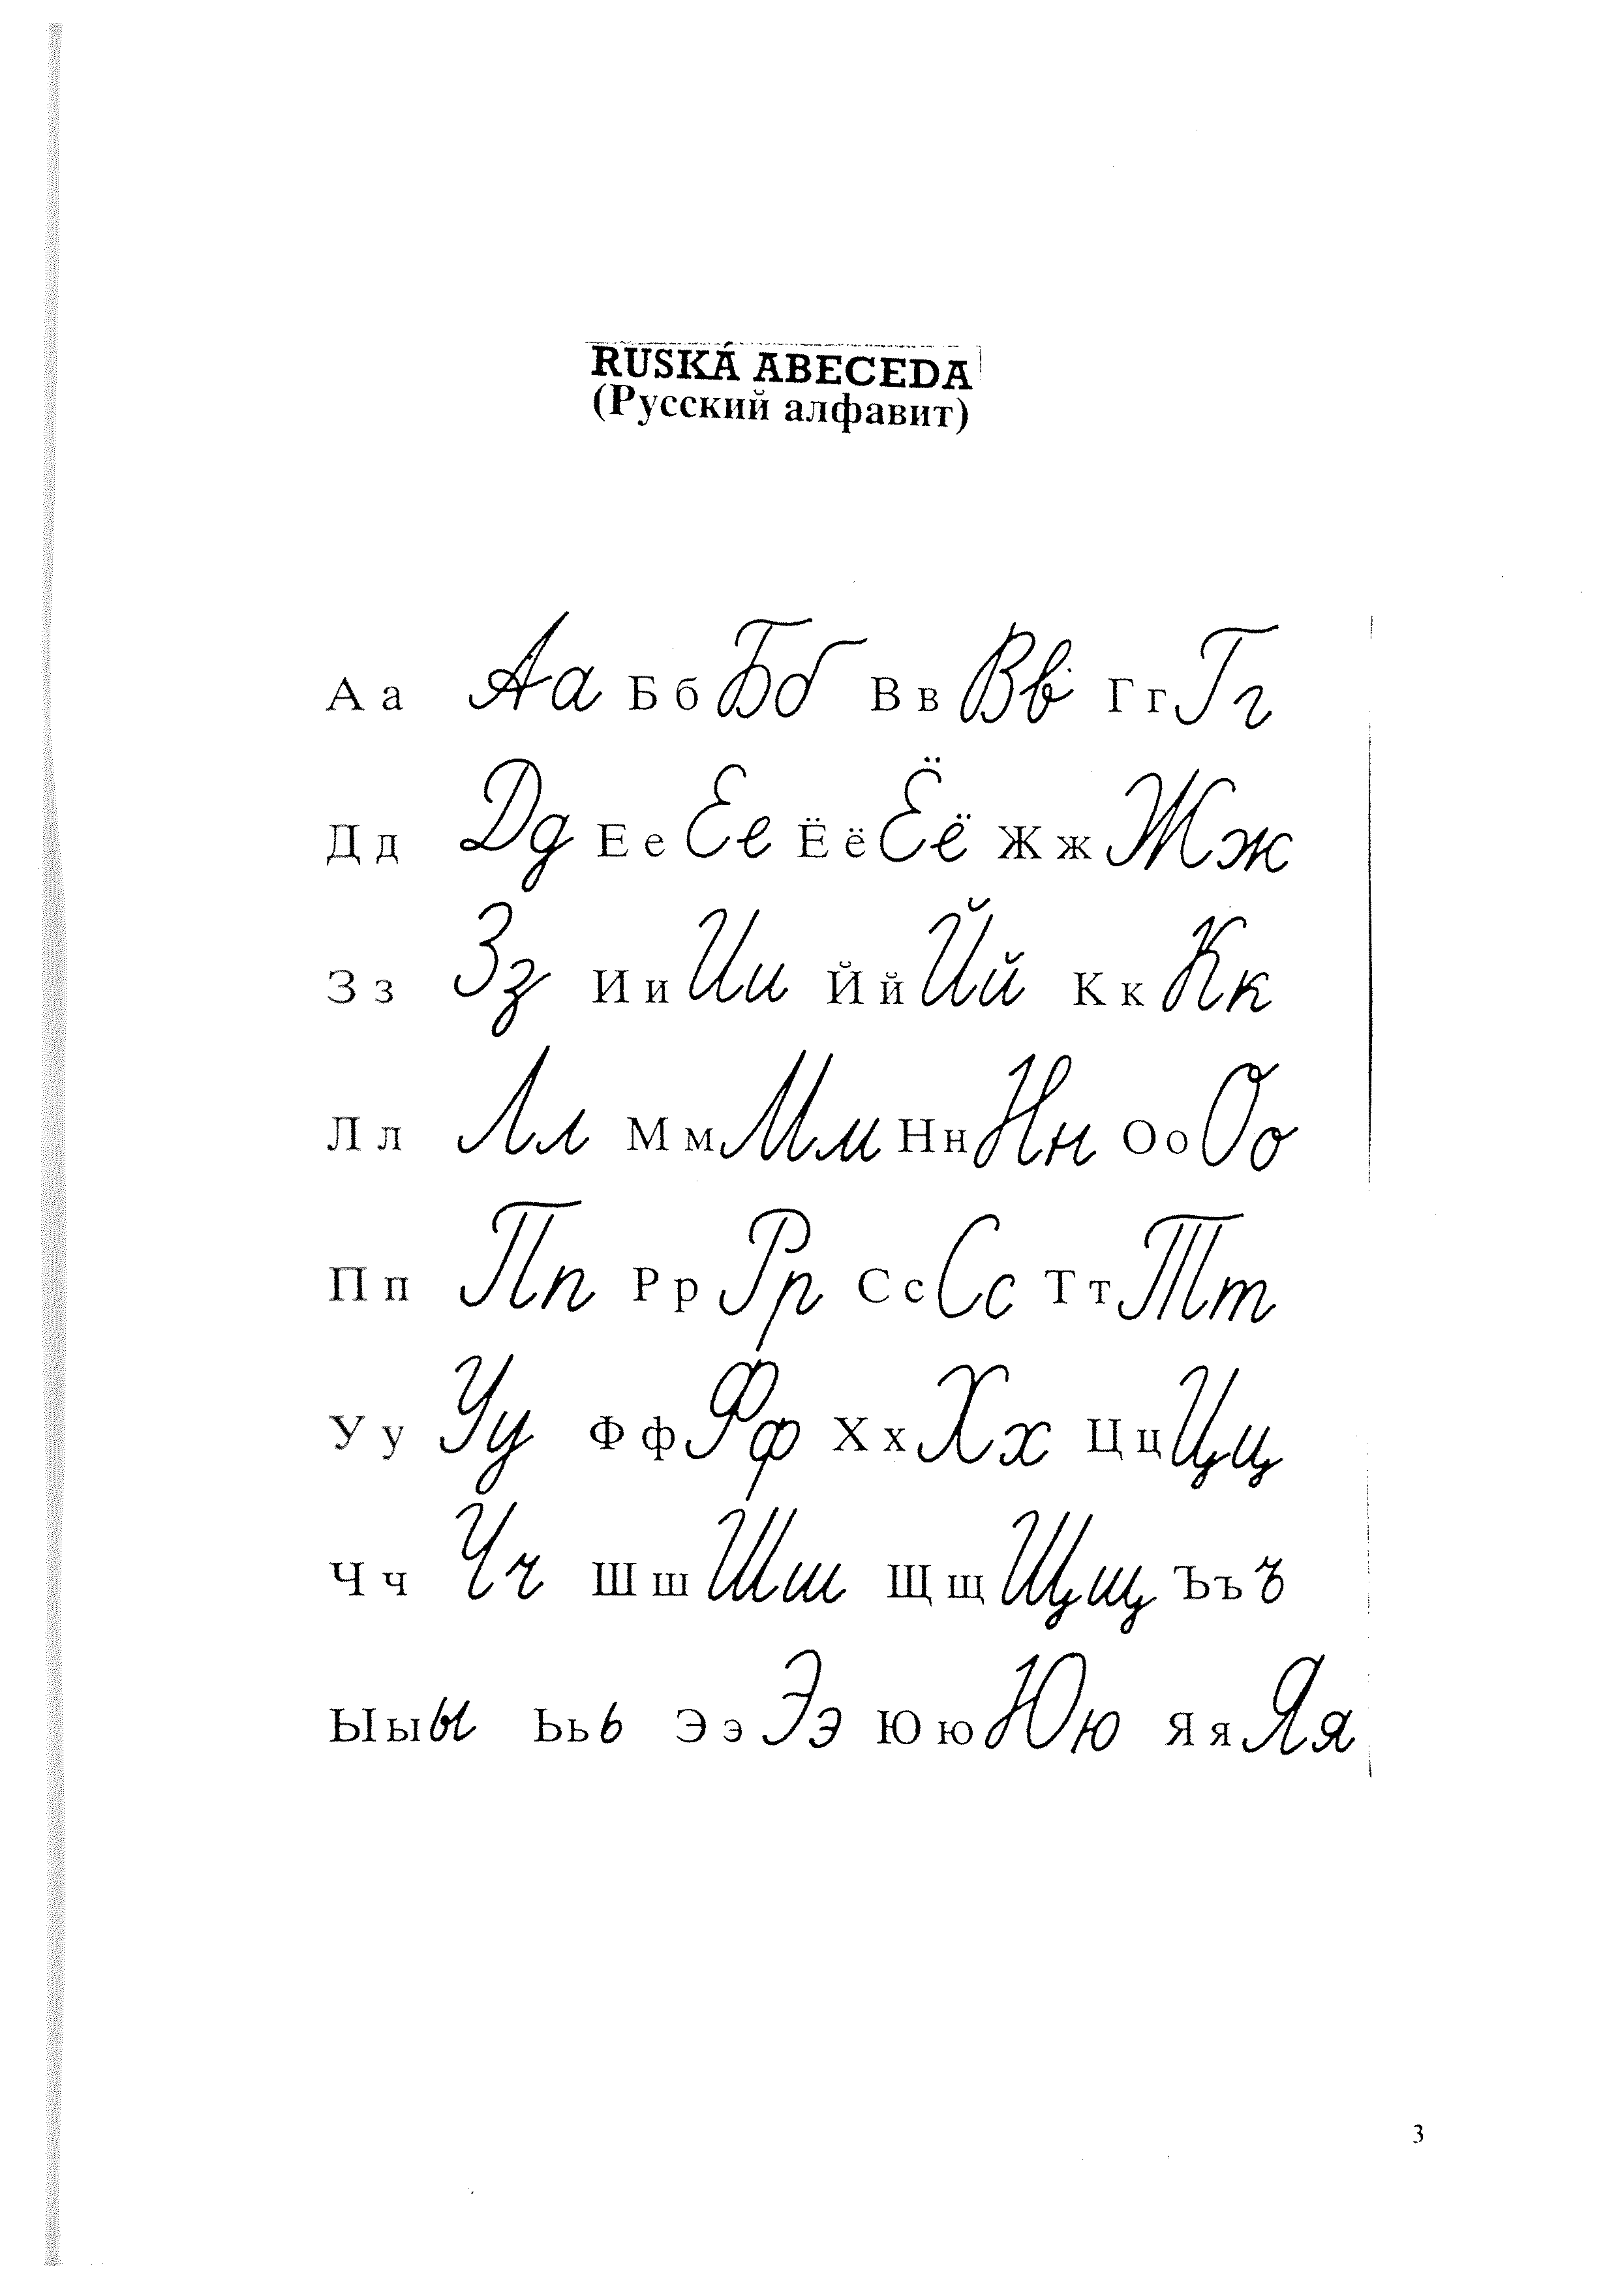 RUSKÁ ABECEDA
(Русский алфавит)
А а Аа Б б Бб В в Вв Г г Гг
Д д Дд Е е Ее Ё ё Ёё Ж ж Жж
З з Зз И и Ии Й й Йй К к Кк
Л л Лл М м Мм Н н Нн О о Оо
П п Пп Р р Рр С с Сс Т т Тт
У у Уу Ф ф Фф Х х Хх Ц ц Цц
Ч ч Чч Ш ш Шш Щ щ Щщ Ъ ъ ъ
Ы ы ы Ь ь ь Э э Ээ Ю ю Юю Я я Яя
3